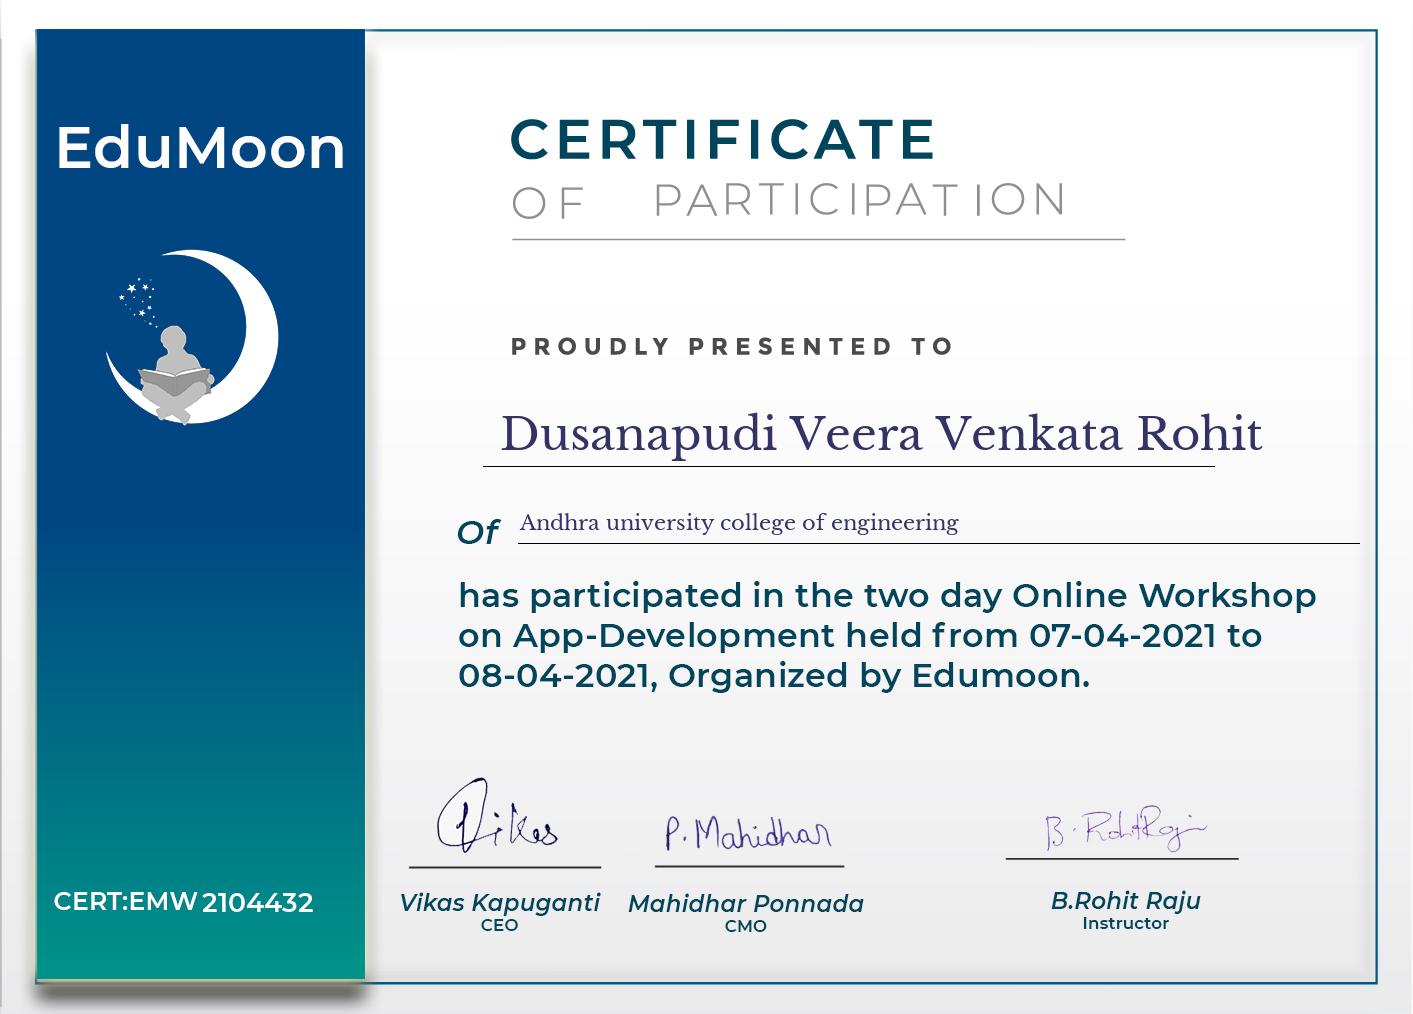 EduMoon
CERTIFICATE
OF PARTICIPATION
PROUDLY PRESENTED TO
Dusanapudi Veera Venkata Rohit
Of Andhra university college of engineering
has participated in the two day Online Workshop
on App-Development held from 07-04-2021 to
08-04-2021, Organized by Edumoon.
Vikas P. Mahidhar B. Rohit Raju
Vikas Kapuganti Mahidhar Ponnada B.Rohit Raju
CEO CMO Instructor
CERT:EMW 2104432